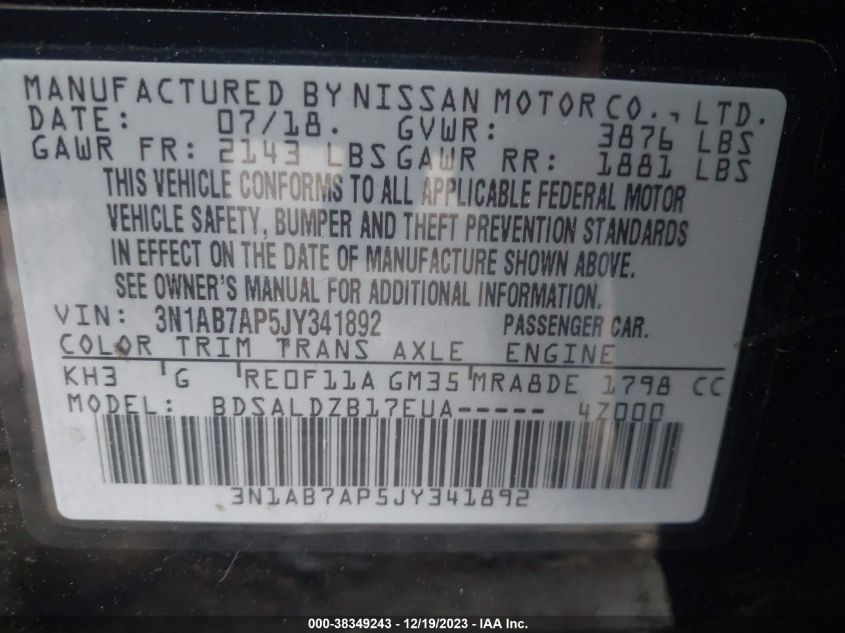 MANUFACTURED BY NISSAN MOTOR CO., LTD.
DATE: 07/18. GVWR: 3876 LBS
GAWR FR: 2143 LBS GAWR RR: 1881 LBS
THIS VEHICLE CONFORMS TO ALL APPLICABLE FEDERAL MOTOR
VEHICLE SAFETY, BUMPER AND THEFT PREVENTION STANDARDS
IN EFFECT ON THE DATE OF MANUFACTURE SHOWN ABOVE.
SEE OWNER'S MANUAL FOR ADDITIONAL INFORMATION.
VIN: 3N1AB7AP5JY341892 PASSENGER CAR.
COLOR TRIM TRANS AXLE ENGINE
KH3 G RE0F11A GM35 MRA8DE 1798 CC
MODEL: BDSALDZB17EUA----- 47000
3N1AB7AP5JY341892
000-38349243 - 12/19/2023 - IAA Inc.